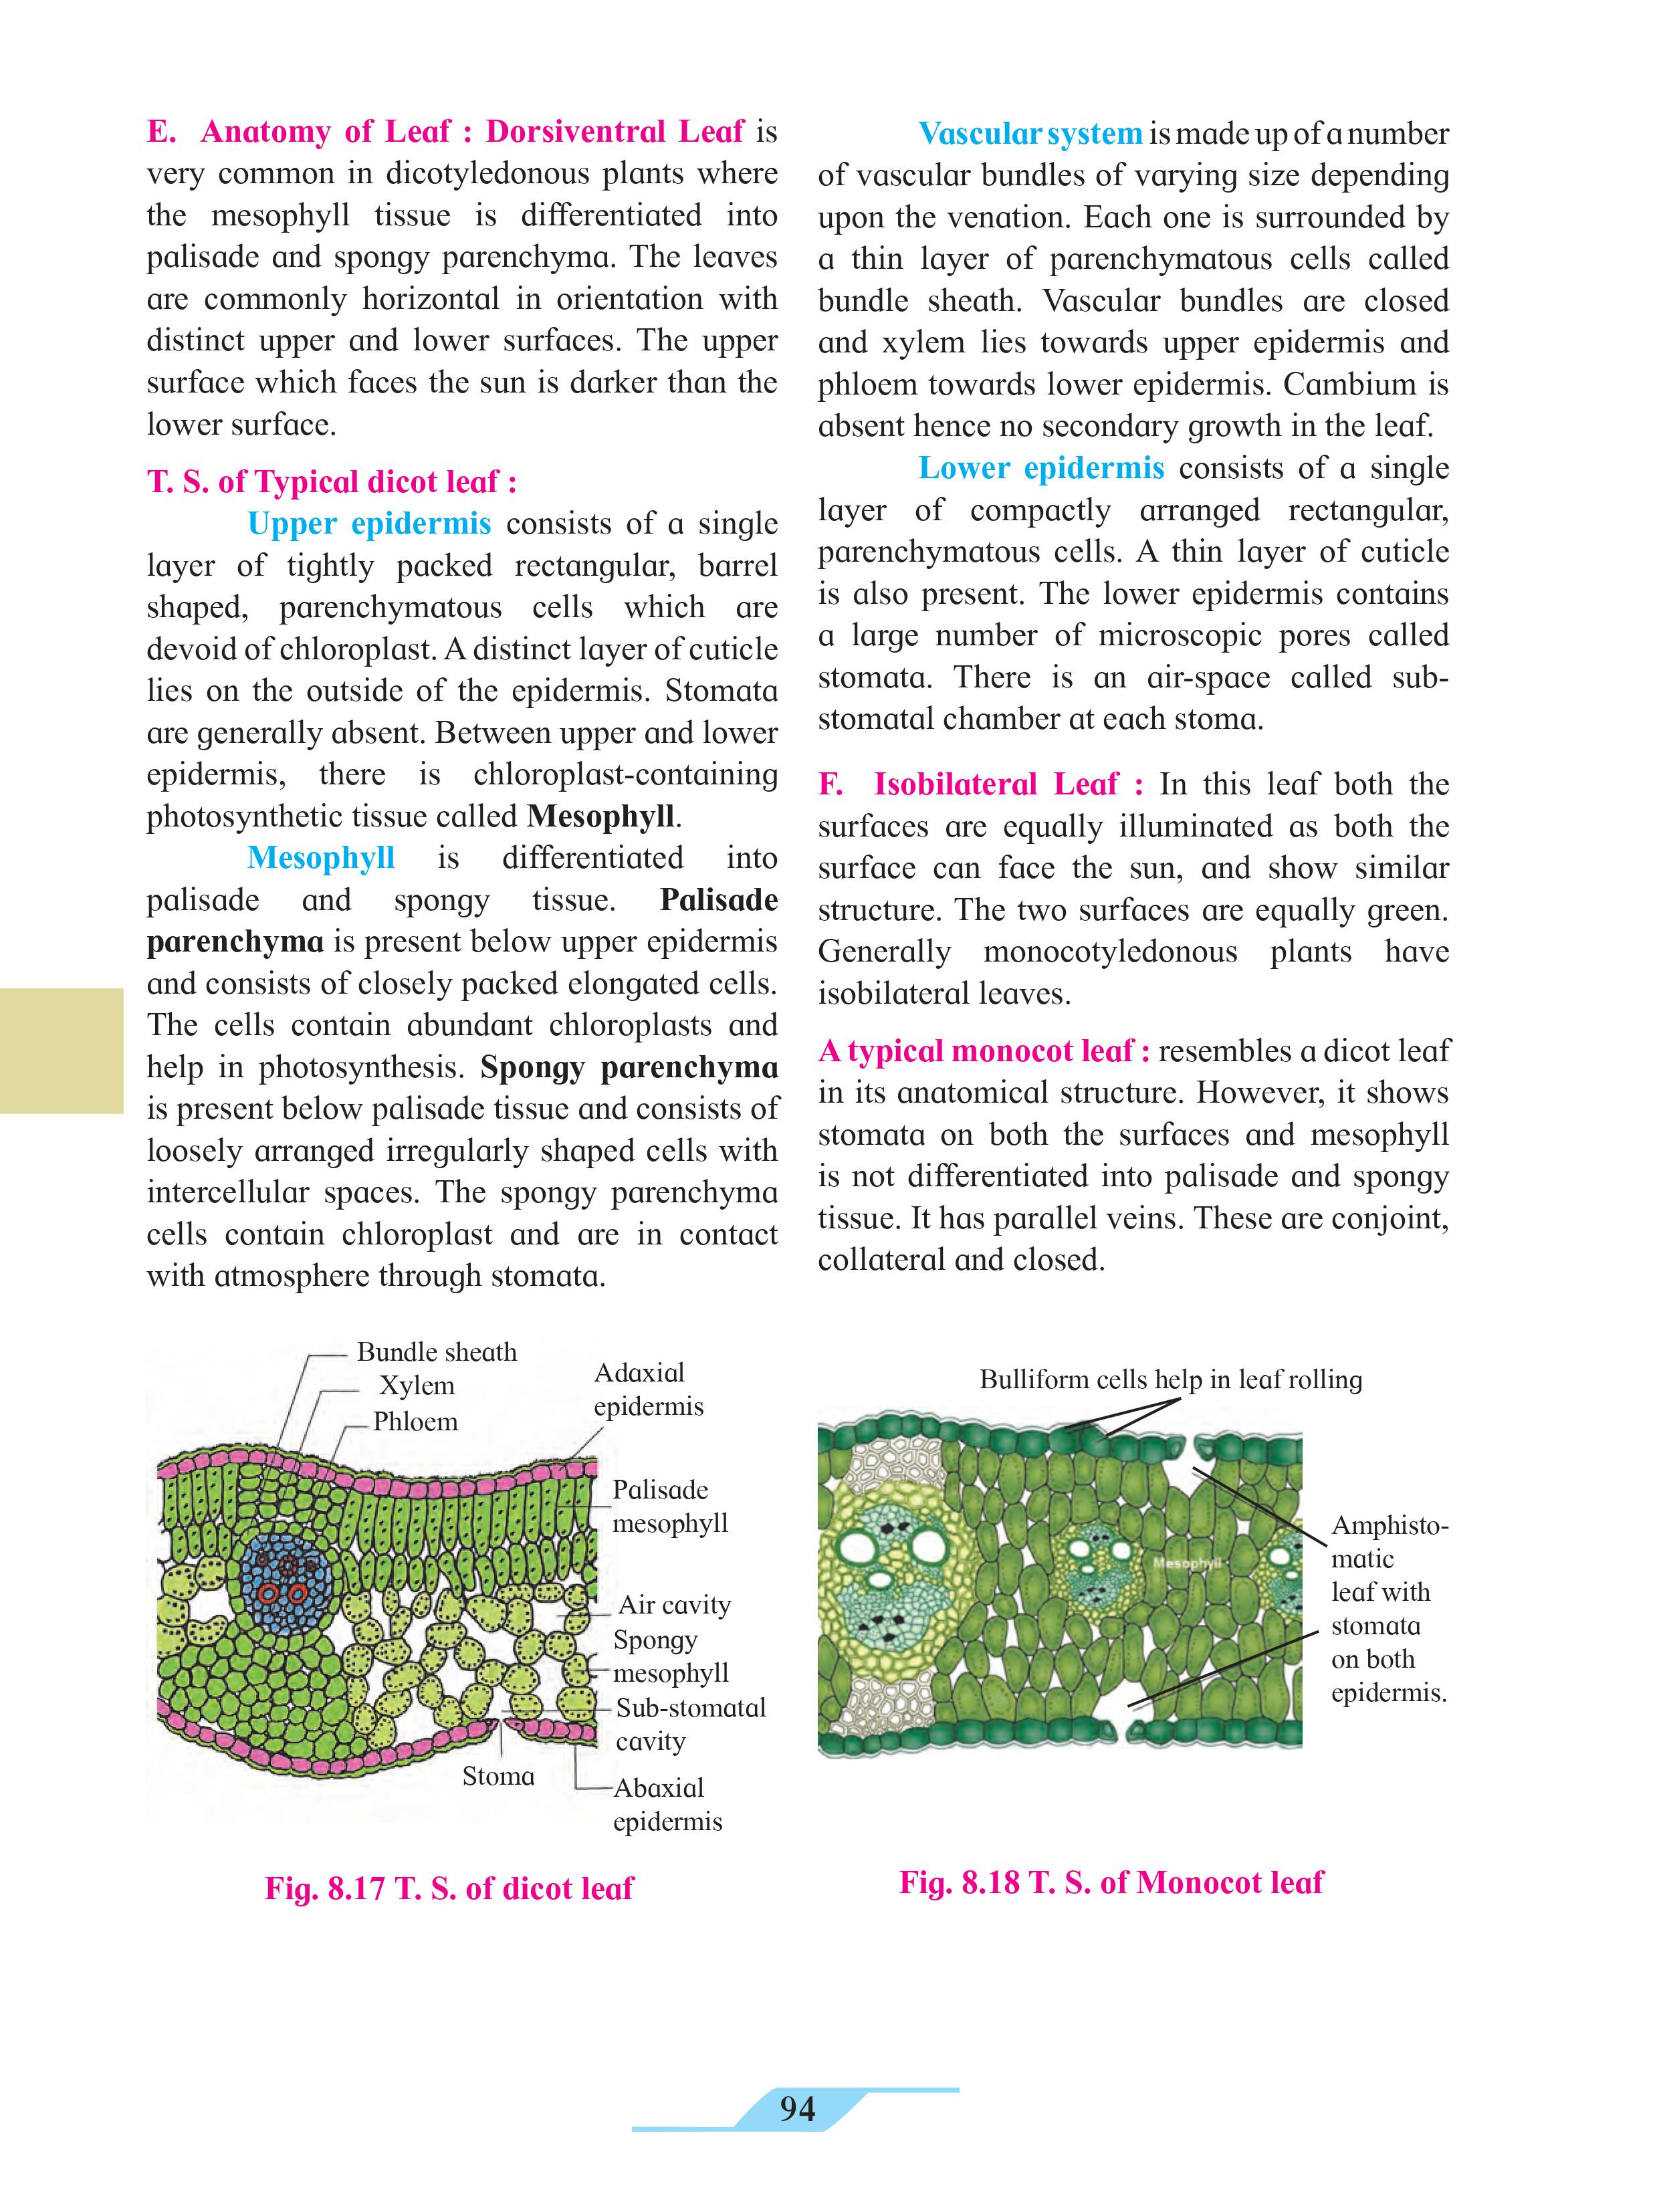 E. Anatomy of Leaf : Dorsiventral Leaf is
very common in dicotyledonous plants where
the mesophyll tissue is differentiated into
palisade and spongy parenchyma. The leaves
are commonly horizontal in orientation with
distinct upper and lower surfaces. The upper
surface which faces the sun is darker than the
lower surface.
T. S. of Typical dicot leaf :
Upper epidermis consists of a single
layer of tightly packed rectangular, barrel
shaped, parenchymatous cells which are
devoid of chloroplast. A distinct layer of cuticle
lies on the outside of the epidermis. Stomata
are generally absent. Between upper and lower
epidermis, there is chloroplast-containing
photosynthetic tissue called Mesophyll.
Mesophyll is differentiated into
palisade and spongy tissue. Palisade
parenchyma is present below upper epidermis
and consists of closely packed elongated cells.
The cells contain abundant chloroplasts and
help in photosynthesis. Spongy parenchyma
is present below palisade tissue and consists of
loosely arranged irregularly shaped cells with
intercellular spaces. The spongy parenchyma
cells contain chloroplast and are in contact
with atmosphere through stomata.
Vascular system is made up of a number
of vascular bundles of varying size depending
upon the venation. Each one is surrounded by
a thin layer of parenchymatous cells called
bundle sheath. Vascular bundles are closed
and xylem lies towards upper epidermis and
phloem towards lower epidermis. Cambium is
absent hence no secondary growth in the leaf.
Lower epidermis consists of a single
layer of compactly arranged rectangular,
parenchymatous cells. A thin layer of cuticle
is also present. The lower epidermis contains
a large number of microscopic pores called
stomata. There is an air-space called sub-
stomatal chamber at each stoma.
F. Isobilateral Leaf : In this leaf both the
surfaces are equally illuminated as both the
surface can face the sun, and show similar
structure. The two surfaces are equally green.
Generally monocotyledonous plants have
isobilateral leaves.
A typical monocot leaf : resembles a dicot leaf
in its anatomical structure. However, it shows
stomata on both the surfaces and mesophyll
is not differentiated into palisade and spongy
tissue. It has parallel veins. These are conjoint,
collateral and closed.
Bundle sheath
Xylem
Phloem
Adaxial
epidermis
Palisade
mesophyll
Air cavity
Spongy
mesophyll
Sub-stomatal
cavity
Stoma
Abaxial
epidermis
Fig. 8.17 T. S. of dicot leaf
Bulliform cells help in leaf rolling
Mesophyll
Amphisto-
matic
leaf with
stomata
on both
epidermis.
Fig. 8.18 T. S. of Monocot leaf
94